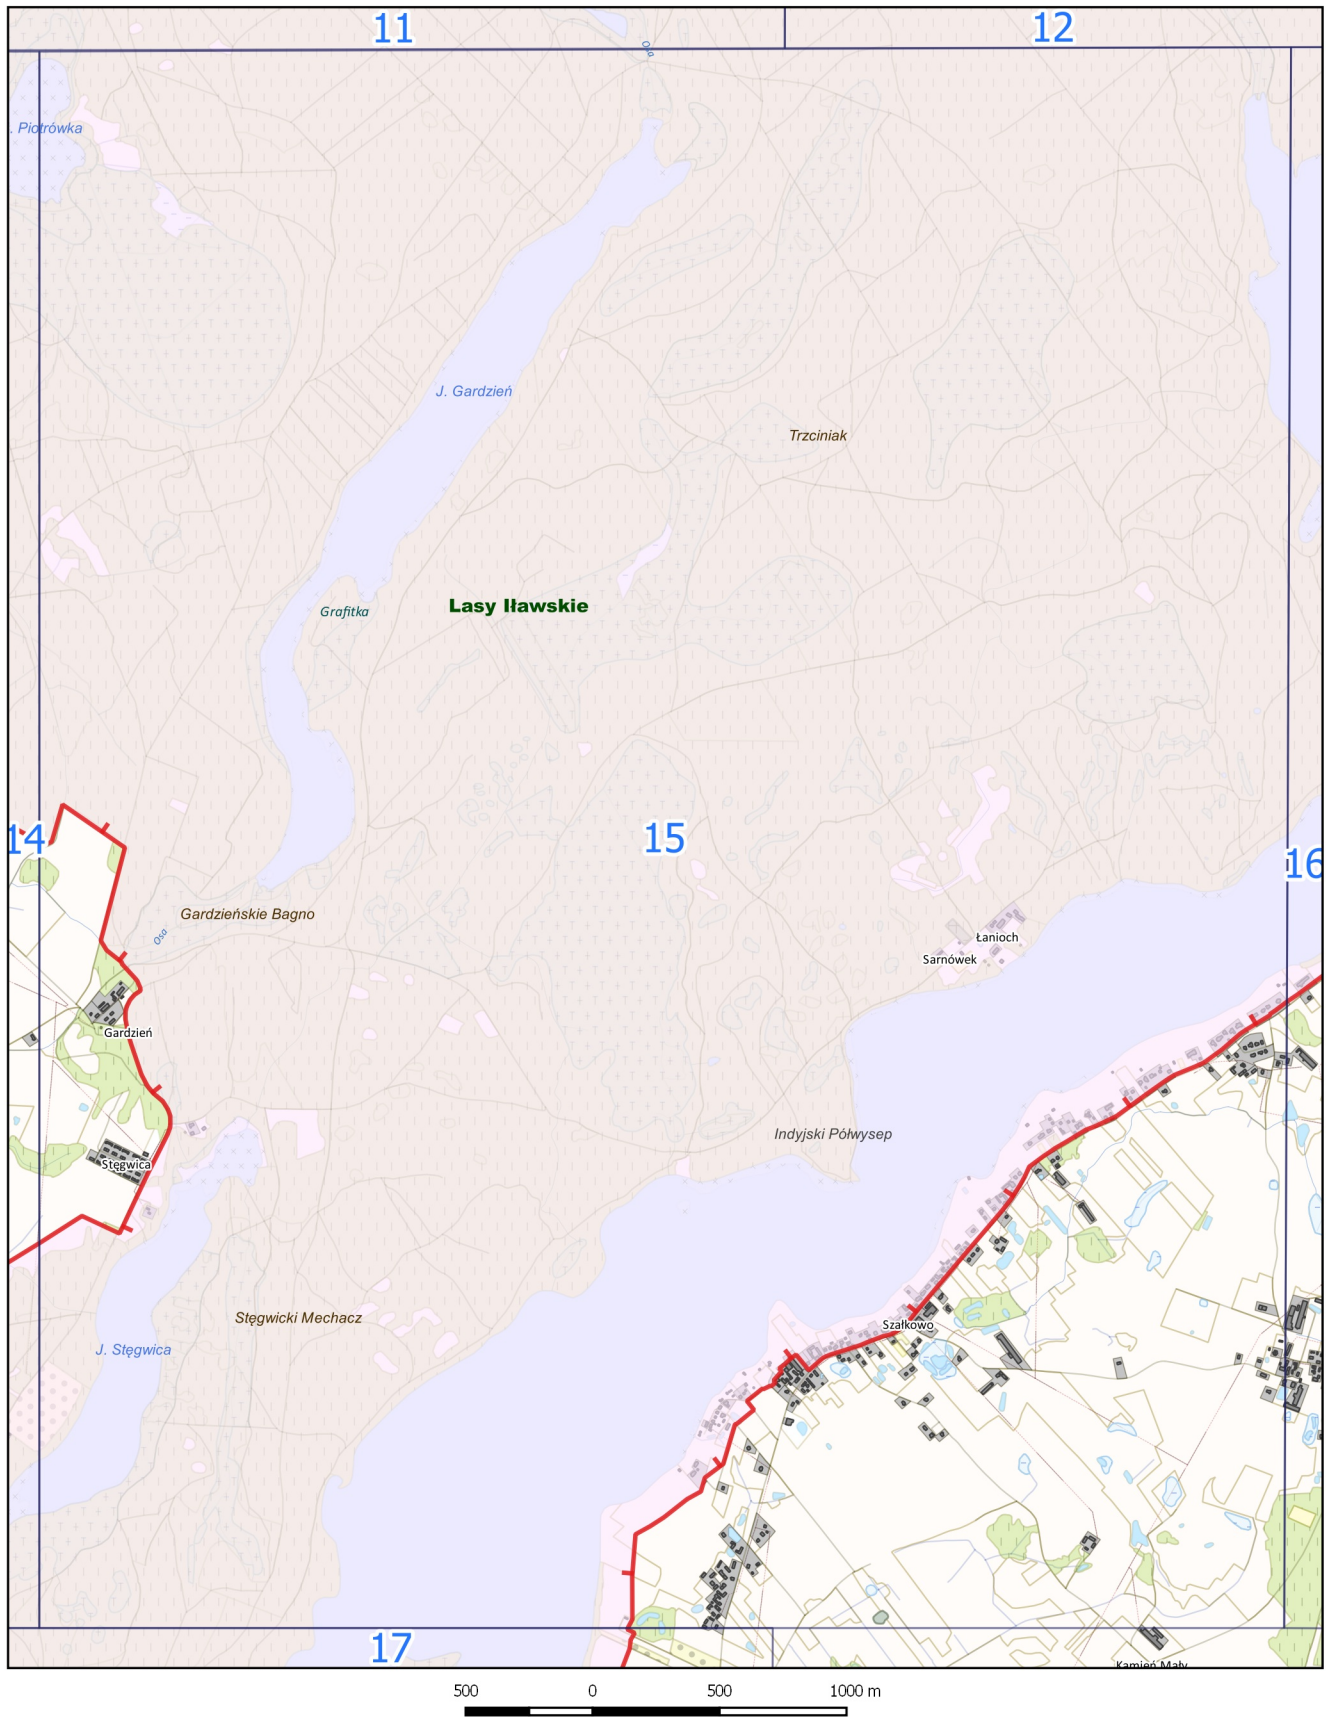 11
12
Osa
. Piotrówka
J. Gardzień
Trzciniak
Grafitka
Lasy Iławskie
14
15
16
Gardzieńskie Bagno
Osa
Łanioch
Sarnówek
Gardzień
Indyjski Półwysep
Stęgwica
Stęgwicki Mechacz
Szałkowo
J. Stęgwica
17
Kamień Mały
500 0 500 1000 m